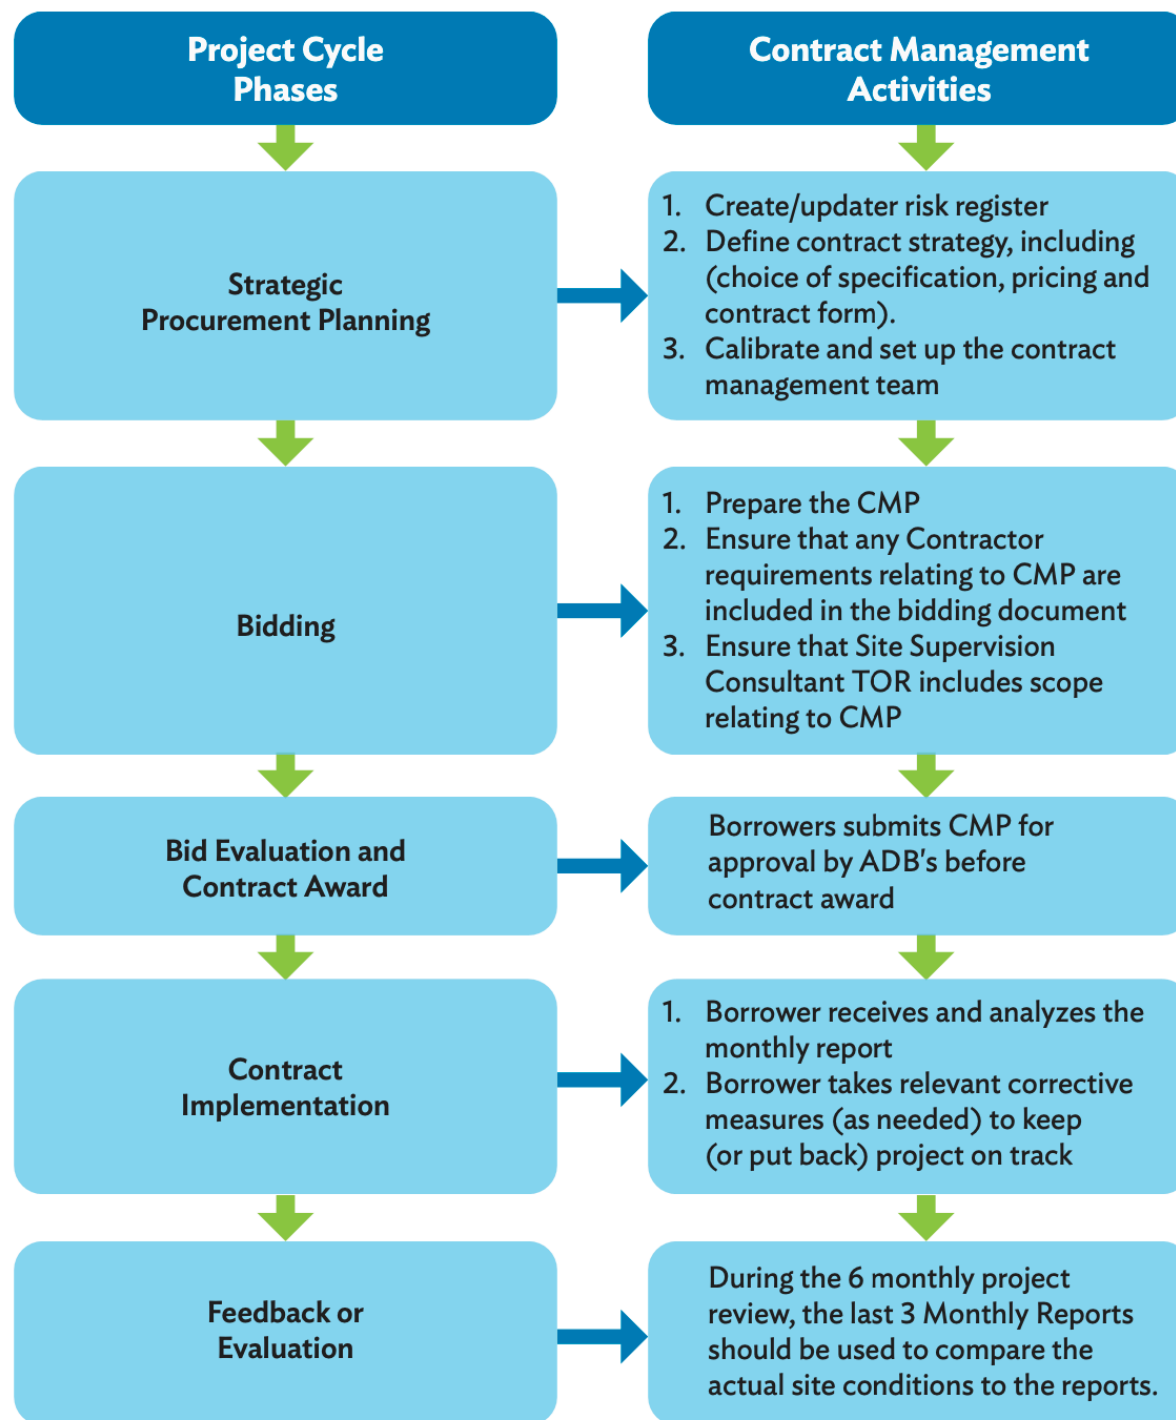 Project Cycle
Phases
Contract Management
Activities
Strategic
Procurement Planning
1. Create/updater risk register
2. Define contract strategy, including
(choice of specification, pricing and
contract form).
3. Calibrate and set up the contract
management team
Bidding
1. Prepare the CMP
2. Ensure that any Contractor
requirements relating to CMP are
included in the bidding document
3. Ensure that Site Supervision
Consultant TOR includes scope
relating to CMP
Bid Evaluation and
Contract Award
Borrowers submits CMP for
approval by ADB's before
contract award
Contract
Implementation
1. Borrower receives and analyzes the
monthly report
2. Borrower takes relevant corrective
measures (as needed) to keep
(or put back) project on track
Feedback or
Evaluation
During the 6 monthly project
review, the last 3 Monthly Reports
should be used to compare the
actual site conditions to the reports.